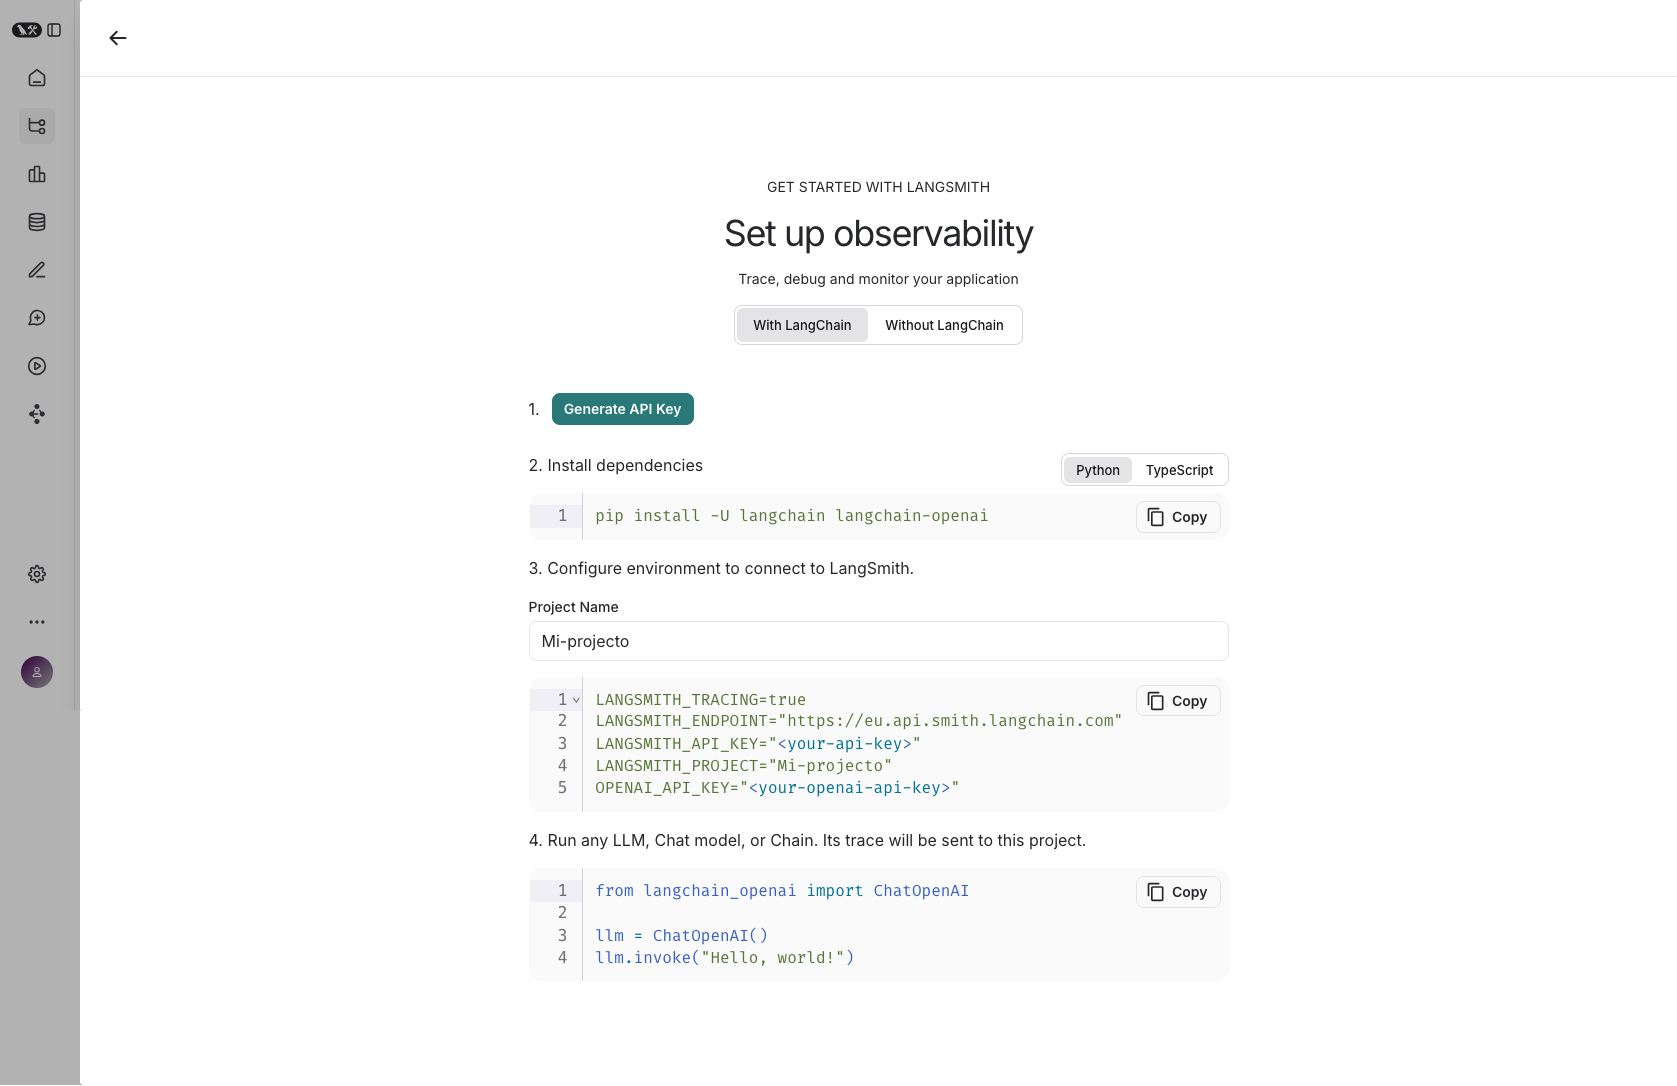 GET STARTED WITH LANGSMITH
Set up observability
Trace, debug and monitor your application
With LangChain Without LangChain
1. Generate API Key
2. Install dependencies Python TypeScript
1 pip install -U langchain langchain-openai Copy
3. Configure environment to connect to LangSmith.
Project Name
Mi-projecto
1 LANGSMITH_TRACING=true Copy
2 LANGSMITH_ENDPOINT="https://eu.api.smith.langchain.com"
3 LANGSMITH_API_KEY="<your-api-key>"
4 LANGSMITH_PROJECT="Mi-projecto"
5 OPENAI_API_KEY="<your-openai-api-key>"
4. Run any LLM, Chat model, or Chain. Its trace will be sent to this project.
1 from langchain_openai import ChatOpenAI Copy
2
3 llm = ChatOpenAI()
4 llm.invoke("Hello, world!")